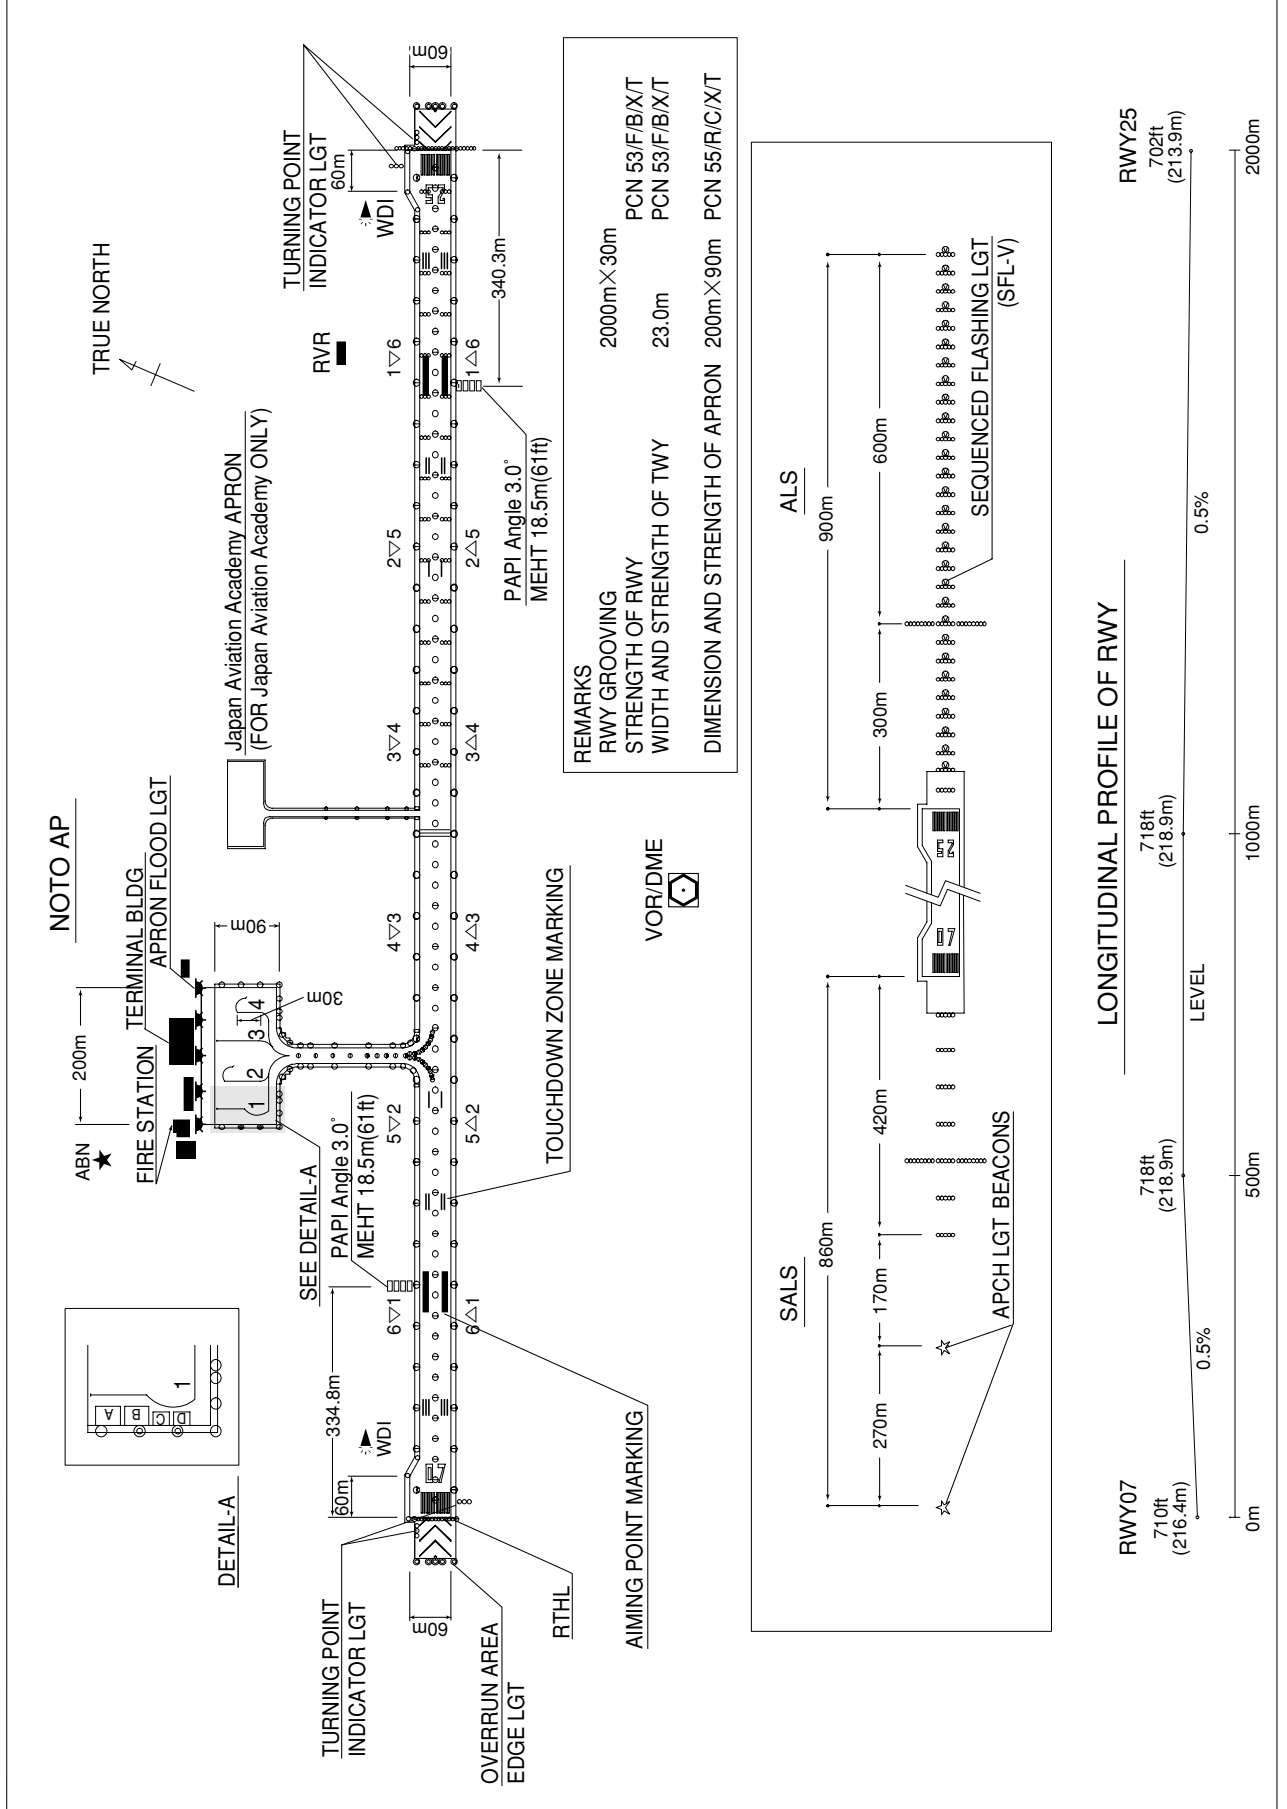 NOTO AP
TRUE NORTH
DETAIL-A
A
B
C
D
1
ABN
FIRE STATION
200m
TERMINAL BLDG
APRON FLOOD LGT
90m
30m
1
2
3
4
Japan Aviation Academy APRON
(FOR Japan Aviation Academy ONLY)
RVR
TURNING POINT
INDICATOR LGT
60m
WDI
60m
SEE DETAIL-A
PAPI Angle 3.0°
MEHT 18.5m(61ft)
334.8m
WDI
60m
TURNING POINT
INDICATOR LGT
6▽1
5▽2
4▽3
3▽4
2▽5
1▽6
07
25
6△1
5△2
4△3
3△4
2△5
1△6
60m
340.3m
OVERRUN AREA
EDGE LGT
RTHL
AIMING POINT MARKING
TOUCHDOWN ZONE MARKING
VOR/DME
PAPI Angle 3.0°
MEHT 18.5m(61ft)
REMARKS
RWY GROOVING 2000m×30m
STRENGTH OF RWY PCN 53/F/B/X/T
WIDTH AND STRENGTH OF TWY 23.0m PCN 53/F/B/X/T
DIMENSION AND STRENGTH OF APRON 200m×90m PCN 55/R/C/X/T
SALS
ALS
860m
900m
270m
170m
420m
300m
600m
07
25
APCH LGT BEACONS
SEQUENCED FLASHING LGT
(SFL-V)
LONGITUDINAL PROFILE OF RWY
RWY07
710ft
(216.4m)
718ft
(218.9m)
718ft
(218.9m)
RWY25
702ft
(213.9m)
0.5%
LEVEL
0.5%
0m
500m
1000m
2000m